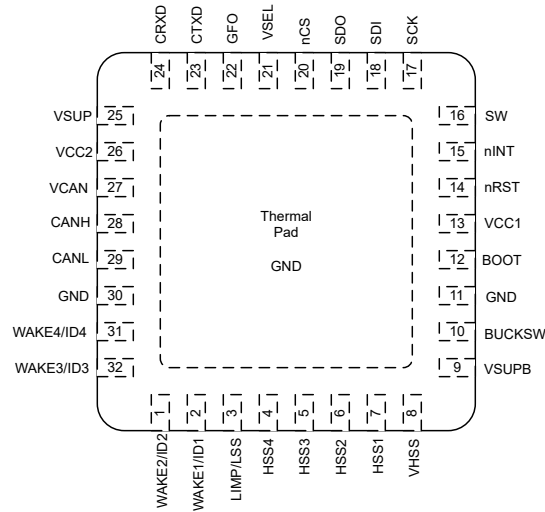 CRXD
CTXD
GFO
VSEL
nCS
SDO
SDI
SCK
24
23
22
21
20
19
18
17
VSUP 25
VCC2 26
VCAN 27
CANH 28
CANL 29
GND 30
WAKE4/ID4 31
WAKE3/ID3 32
Thermal
Pad
GND
16 SW
15 nINT
14 nRST
13 VCC1
12 BOOT
11 GND
10 BUCKSW
9 VSUPB
1
2
3
4
5
6
7
8
WAKE2/ID2
WAKE1/ID1
LIMP/LSS
HSS4
HSS3
HSS2
HSS1
VHSS